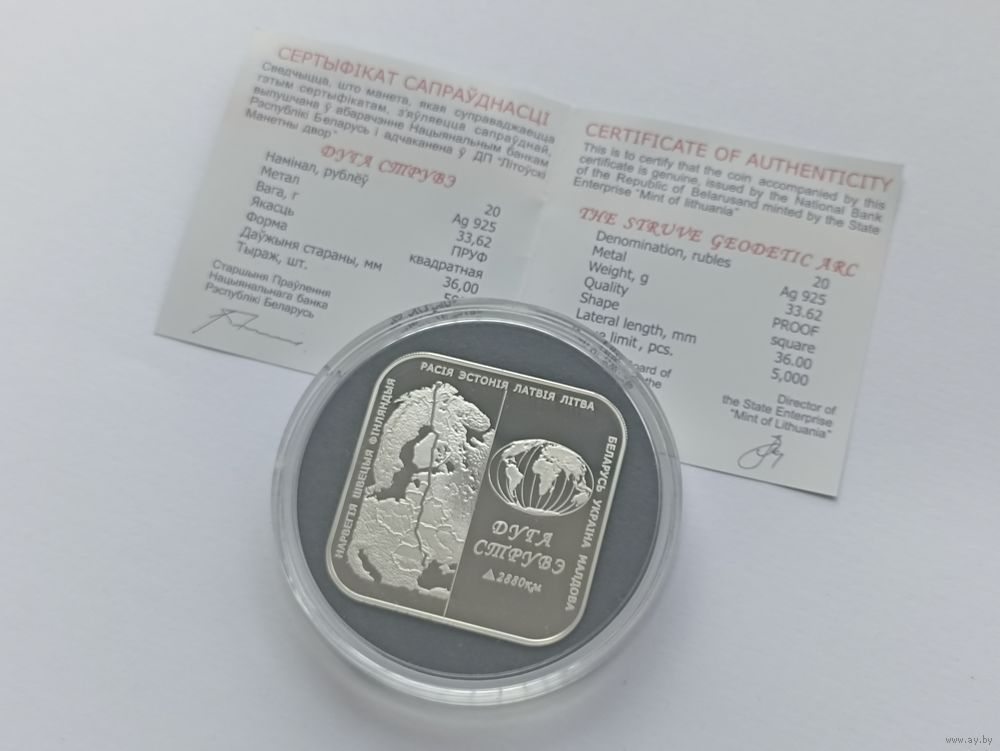 СЕРТЫФІКАТ САПРАЎДНАСЦІ
Сведчыцца, што манета, якая суправаджаецца
гэтым сертыфікатам, з'яўляецца сапраўднай,
выпушчана ў абарачэнне Нацыянальным банкам
Рэспублікі Беларусь і адчаканена ў ДП "Літоўскі
Манетны двор"
ДУГА СТРУВЭ
Намінал, рублёў 20
Метал Ag 925
Вага, г 33,62
Якасць ПРУФ
Форма квадратная
Даўжыня стараны, мм 36,00
Тыраж, шт.
Старшыня Праўлення
Нацыянальнага банка
Рэспублікі Беларусь
CERTIFICATE OF AUTHENTICITY
This is to certify that the coin accompanied by this
certificate is genuine, issued by the National Bank
of the Republic of Belarusand minted by the State
Enterprise "Mint of lithuania"
THE STRUVE GEODETIC ARC
Denomination, rubles 20
Metal Ag 925
Weight, g 33.62
Quality PROOF
Shape square
Lateral length, mm 36.00
limit, pcs. 5,000
Director of
the State Enterprise
"Mint of Lithuania"
НАРВЕГІЯ ШВЕЦЫЯ ФІНЛЯНДЫЯ
РАСІЯ ЭСТОНІЯ ЛАТВІЯ ЛІТВА
БЕЛАРУСЬ УКРАІНА МАЛДОВА
ДУГА
СТРУВЭ
2880км
www.ay.by